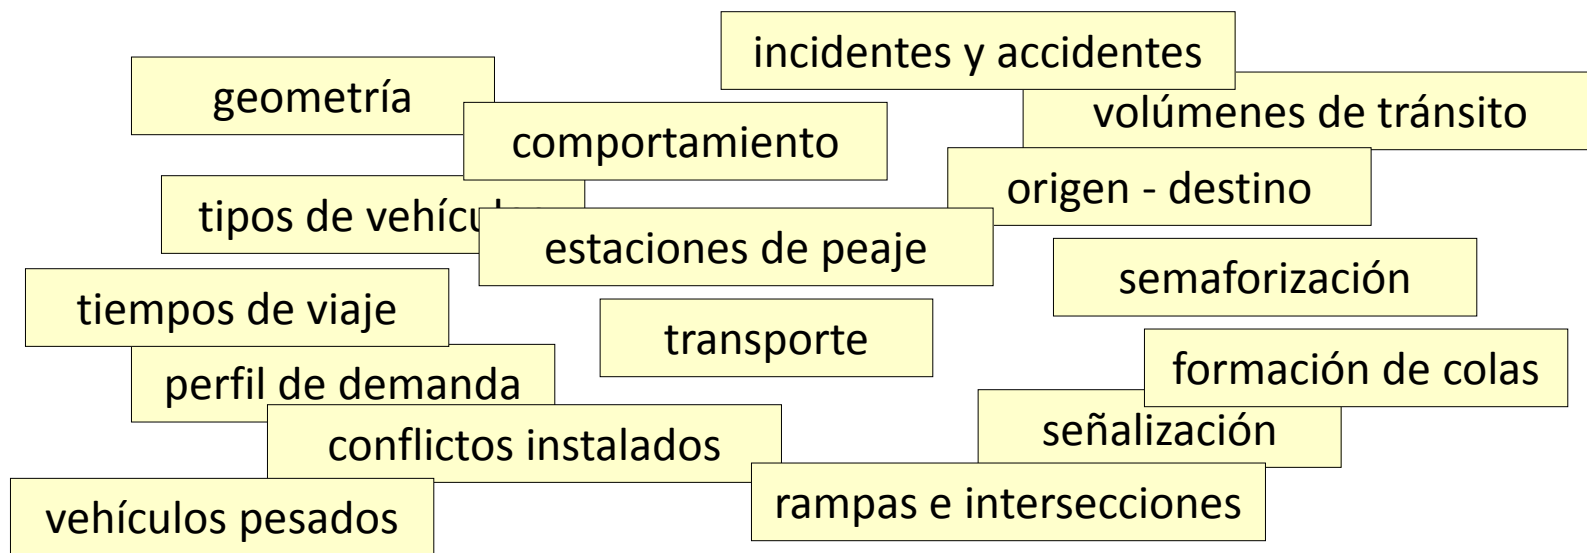 incidentes y accidentes
geometría
volúmenes de tránsito
comportamiento
origen - destino
tipos de vehículos
estaciones de peaje
semaforización
tiempos de viaje
transporte
formación de colas
perfil de demanda
señalización
conflictos instalados
rampas e intersecciones
vehículos pesados